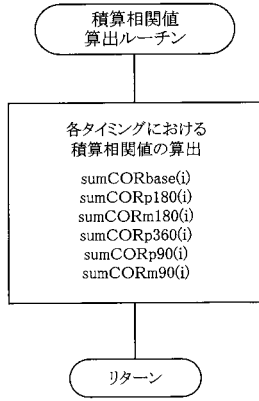 積算相関値
算出ルーチン
各タイミングにおける
積算相関値の算出
sumCORbase(i)
sumCORp180(i)
sumCORm180(i)
sumCORp360(i)
sumCORp90(i)
sumCORm90(i)
リターン